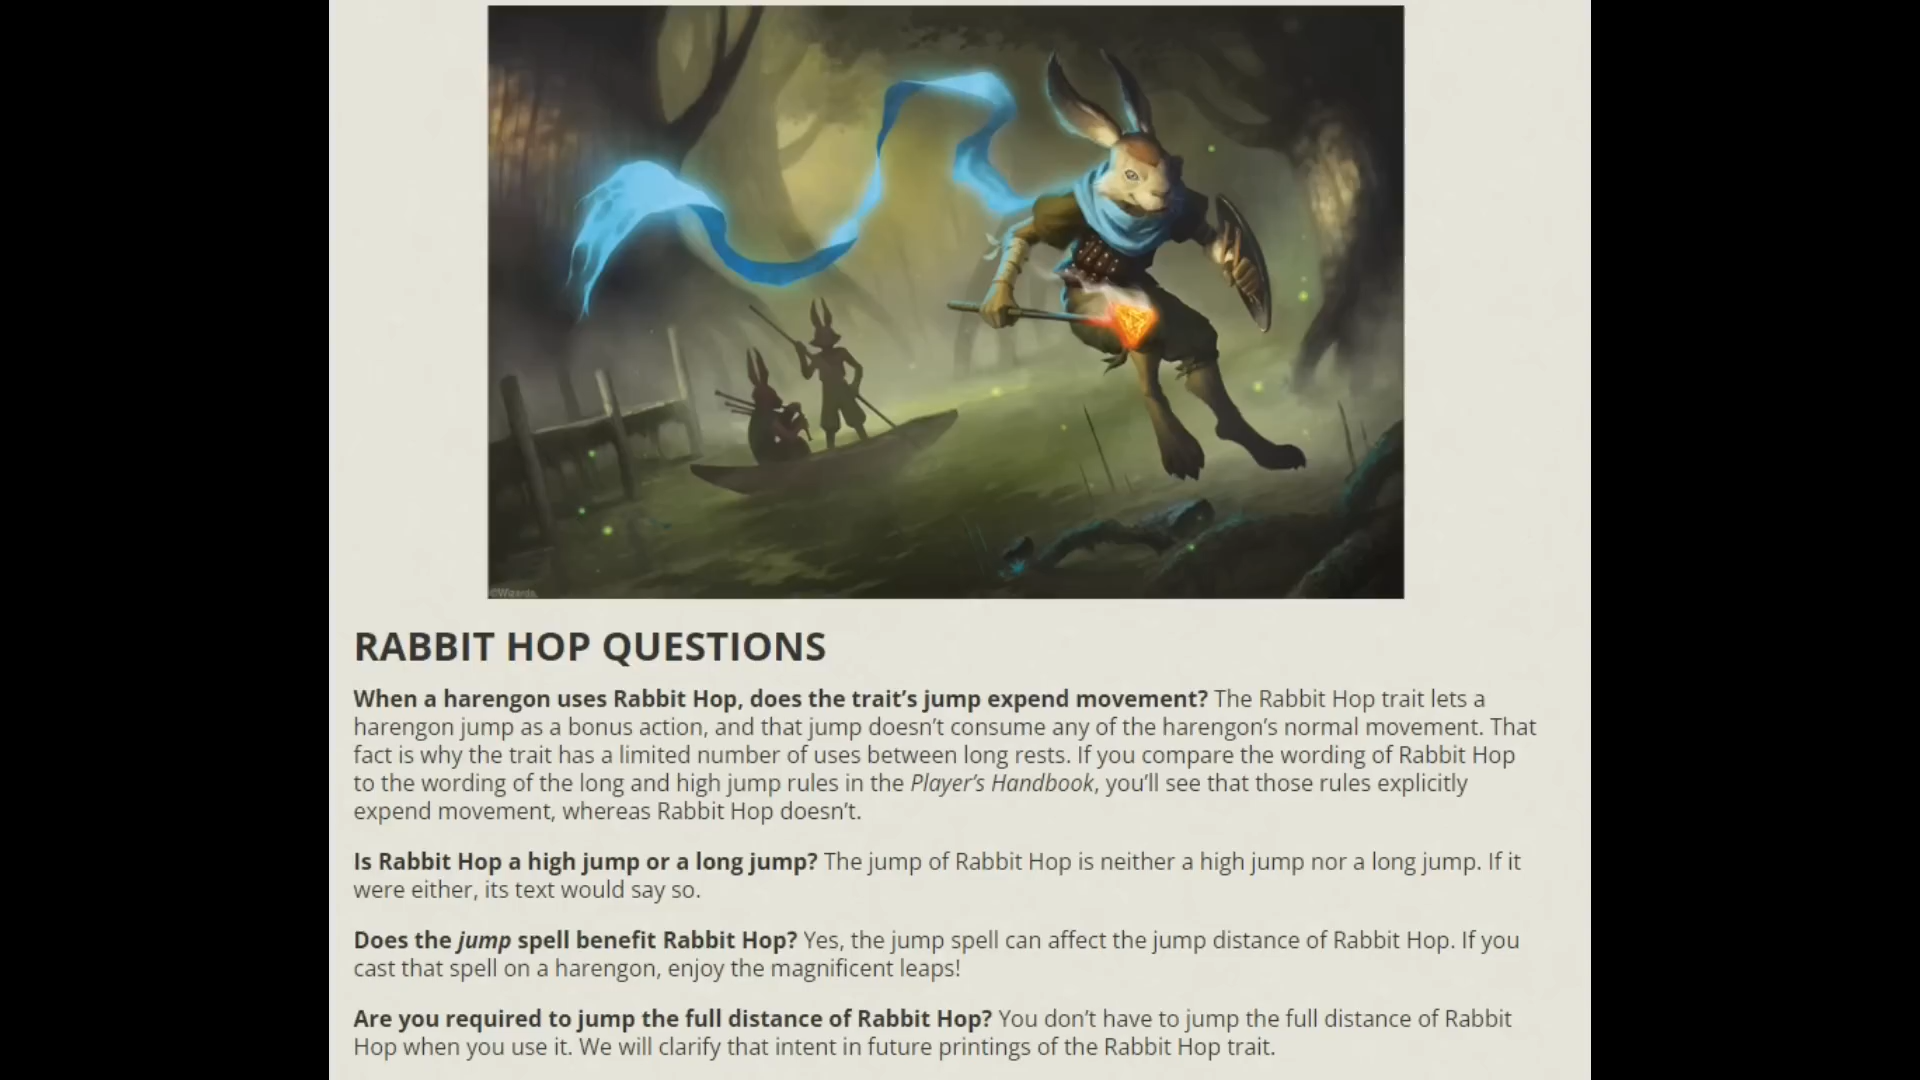 ©Wizards
RABBIT HOP QUESTIONS
When a harengon uses Rabbit Hop, does the trait’s jump expend movement? The Rabbit Hop trait lets a
harengon jump as a bonus action, and that jump doesn’t consume any of the harengon’s normal movement. That
fact is why the trait has a limited number of uses between long rests. If you compare the wording of Rabbit Hop
to the wording of the long and high jump rules in the Player’s Handbook, you’ll see that those rules explicitly
expend movement, whereas Rabbit Hop doesn’t.
Is Rabbit Hop a high jump or a long jump? The jump of Rabbit Hop is neither a high jump nor a long jump. If it
were either, its text would say so.
Does the jump spell benefit Rabbit Hop? Yes, the jump spell can affect the jump distance of Rabbit Hop. If you
cast that spell on a harengon, enjoy the magnificent leaps!
Are you required to jump the full distance of Rabbit Hop? You don’t have to jump the full distance of Rabbit
Hop when you use it. We will clarify that intent in future printings of the Rabbit Hop trait.